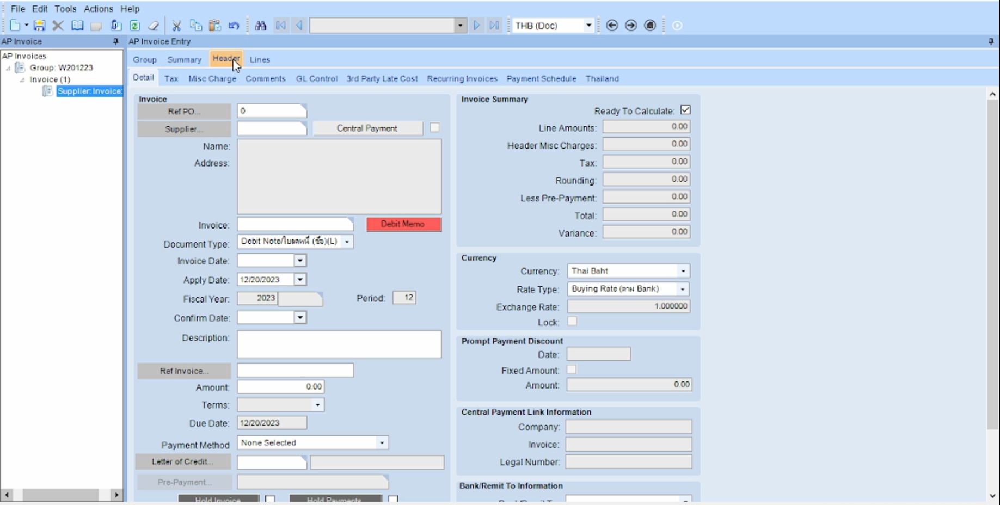 File Edit Tools Actions Help
THB (Doc)
AP Invoice
AP Invoice Entry
AP Invoices
Group: W201223
Invoice (1)
Supplier: Invoice:
Group Summary Header Lines
Detail Tax Misc Charge Comments GL Control 3rd Party Late Cost Recurring Invoices Payment Schedule Thailand
Invoice
Ref PO... 0
Supplier... Central Payment
Name:
Address:
Invoice: Debit Memo
Document Type: Debit Note/ใบลดหนี้ (ซื้อ)(L)
Invoice Date:
Apply Date: 12/20/2023
Fiscal Year: 2023 Period: 12
Confirm Date:
Description:
Ref Invoice...
Amount: 0.00
Terms:
Due Date: 12/20/2023
Payment Method None Selected
Letter of Credit...
Pre-Payment...
Hold Invoice Hold Payments
Invoice Summary
Ready To Calculate:
Line Amounts: 0.00
Header Misc Charges: 0.00
Tax: 0.00
Rounding: 0.00
Less Pre-Payment: 0.00
Total: 0.00
Variance: 0.00
Currency
Currency: Thai Baht
Rate Type: Buying Rate (ตาม Bank)
Exchange Rate: 1.000000
Lock:
Prompt Payment Discount
Date:
Fixed Amount:
Amount: 0.00
Central Payment Link Information
Company:
Invoice:
Legal Number:
Bank/Remit To Information